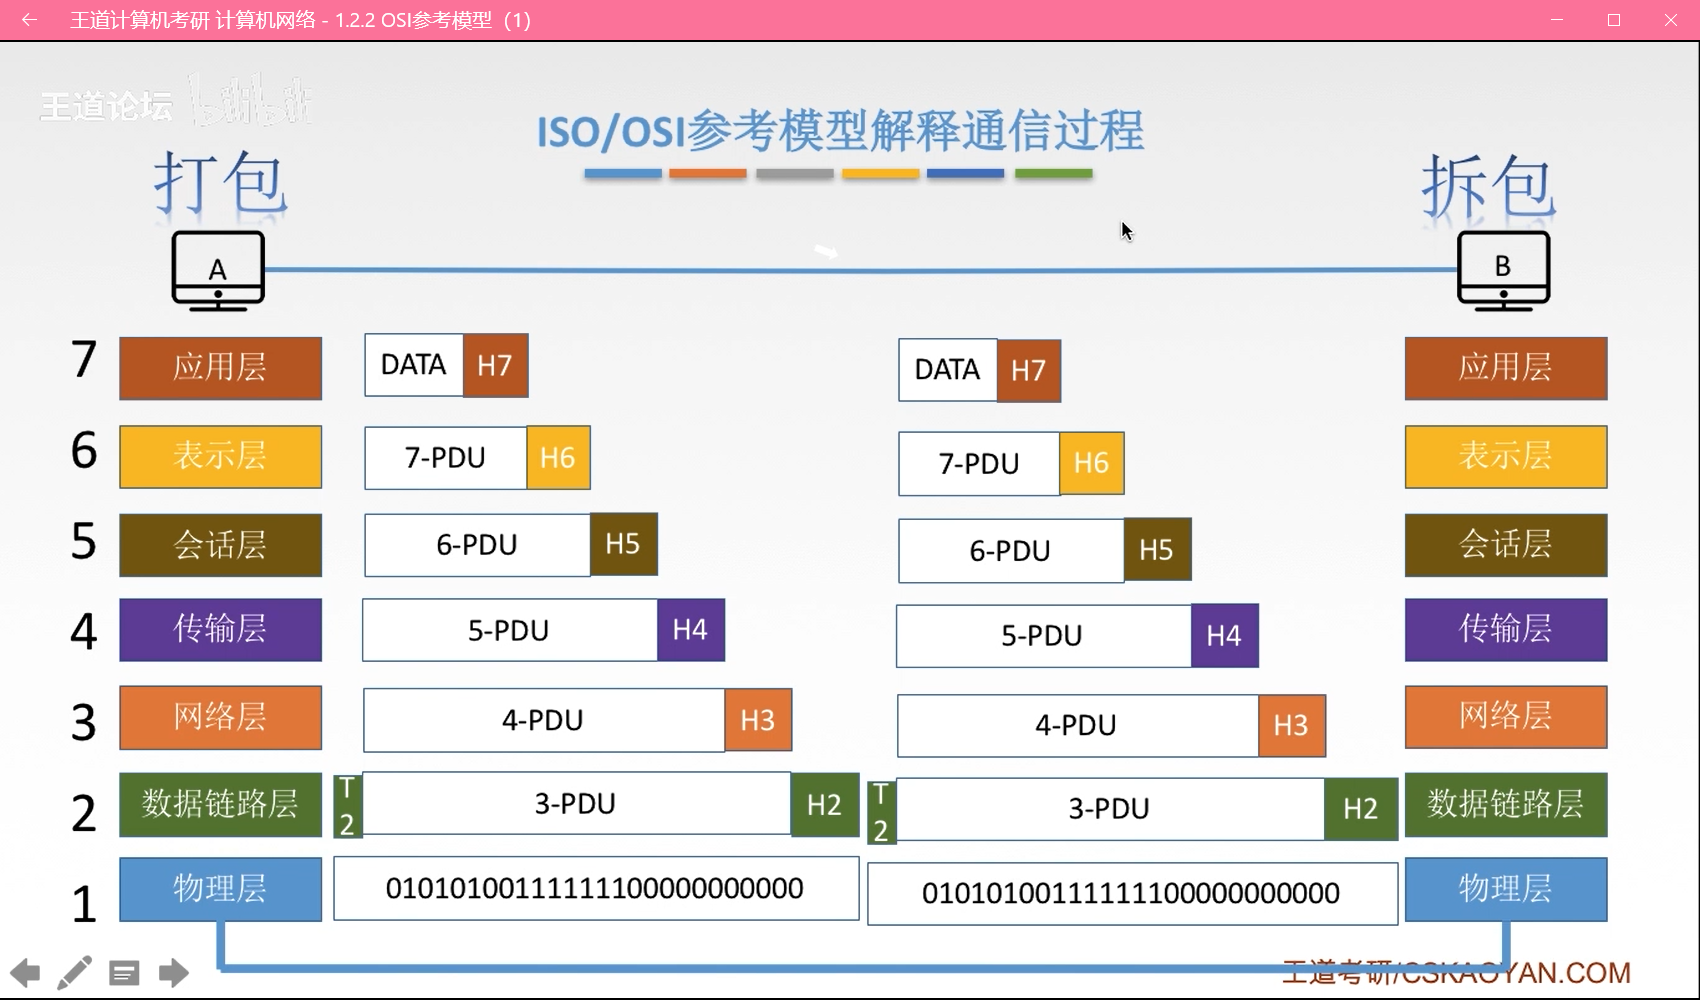 王道计算机考研 计算机网络 - 1.2.2 OSI参考模型（1）
王道论坛 bilibili
ISO/OSI参考模型解释通信过程
打包
拆包
A
B
7 应用层 DATA H7 DATA H7 应用层
6 表示层 7-PDU H6 7-PDU H6 表示层
5 会话层 6-PDU H5 6-PDU H5 会话层
4 传输层 5-PDU H4 5-PDU H4 传输层
3 网络层 4-PDU H3 4-PDU H3 网络层
2 数据链路层 T2 3-PDU H2 T2 3-PDU H2 数据链路层
1 物理层 01010100111111100000000000 01010100111111100000000000 物理层
王道考研/CSKAOYAN.COM